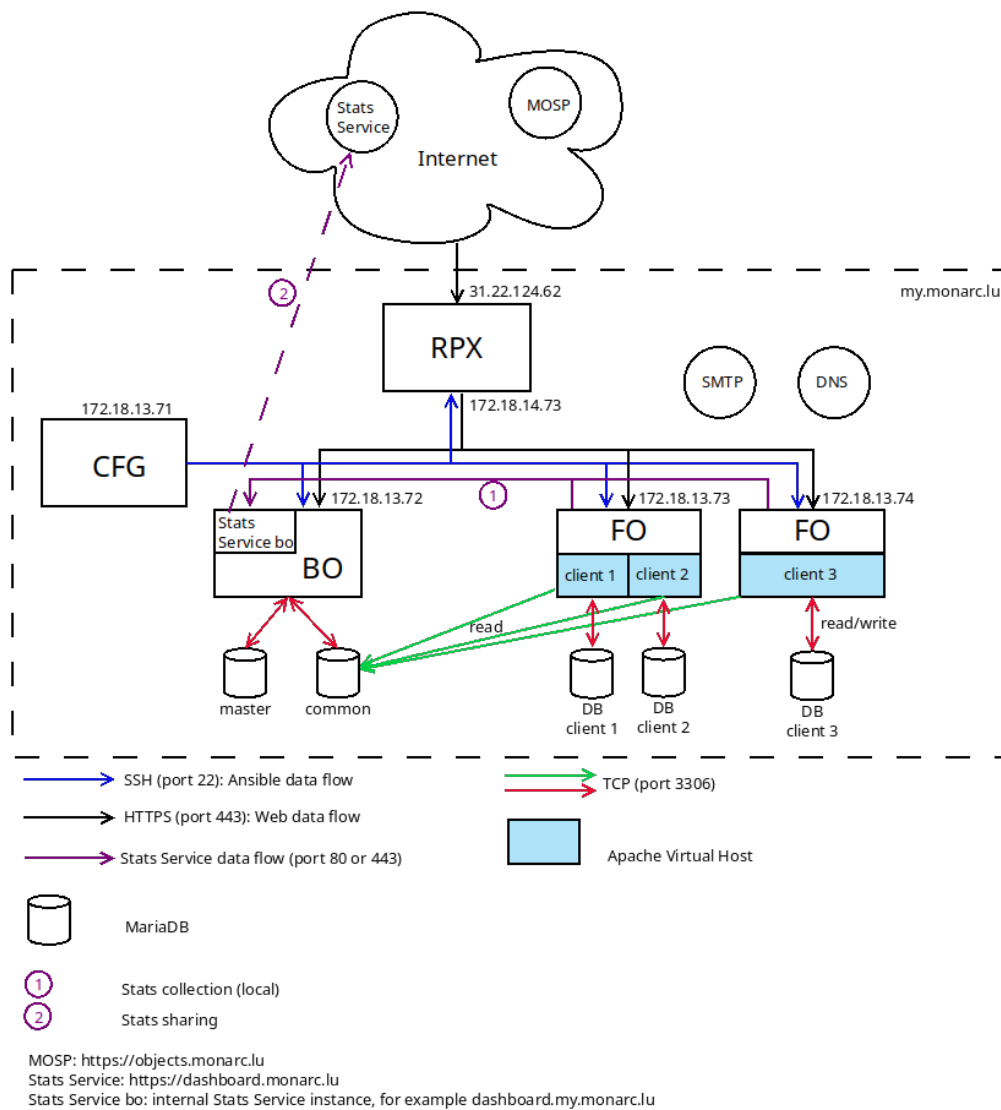 Stats
Service
MOSP
Internet
2
31.22.124.62
my.monarc.lu
RPX
SMTP
DNS
172.18.13.71
172.18.14.73
CFG
1
172.18.13.72
172.18.13.73
172.18.13.74
Stats
Service bo
BO
FO
FO
client 1
client 2
client 3
read
read/write
master
common
DB
client 1
DB
client 2
DB
client 3
SSH (port 22): Ansible data flow
TCP (port 3306)
HTTPS (port 443): Web data flow
Stats Service data flow (port 80 or 443)
Apache Virtual Host
MariaDB
1
Stats collection (local)
2
Stats sharing
MOSP: https://objects.monarc.lu
Stats Service: https://dashboard.monarc.lu
Stats Service bo: internal Stats Service instance, for example dashboard.my.monarc.lu